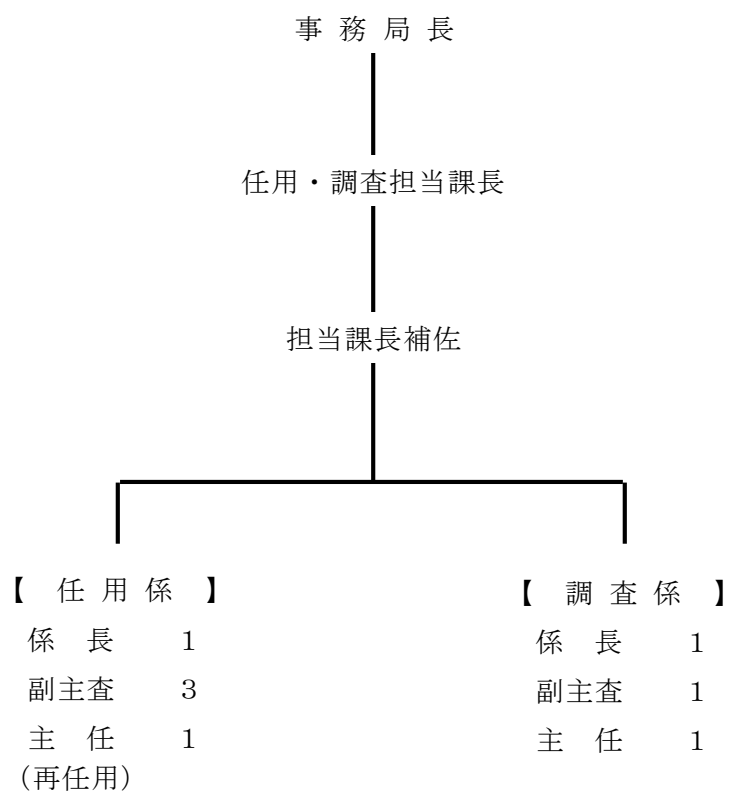 事 務 局 長
任用・調査担当課長
担当課長補佐
【 任 用 係 】
係 長 1
副主査 3
主 任 1
（再任用）
【 調 査 係 】
係 長 1
副主査 1
主 任 1